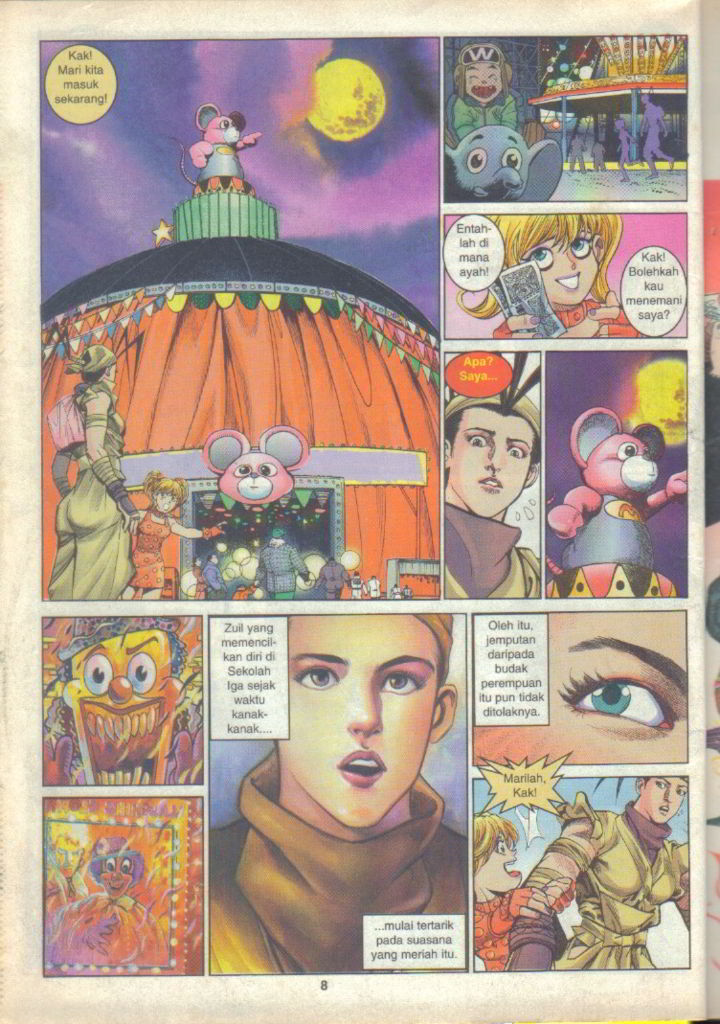 Kak!
Mari kita
masuk
sekarang!
W
Entah-
lah di
mana
ayah!
Kak!
Bolehkah
kau
menemani
saya?
Apa?
Saya...
Zuil yang
memencil-
kan diri di
Sekolah
Iga sejak
waktu
kanak-
kanak....
...mulai tertarik
pada suasana
yang meriah itu.
Oleh itu,
jemputan
daripada
budak
perempuan
itu pun tidak
ditolaknya.
Marilah,
Kak!
8